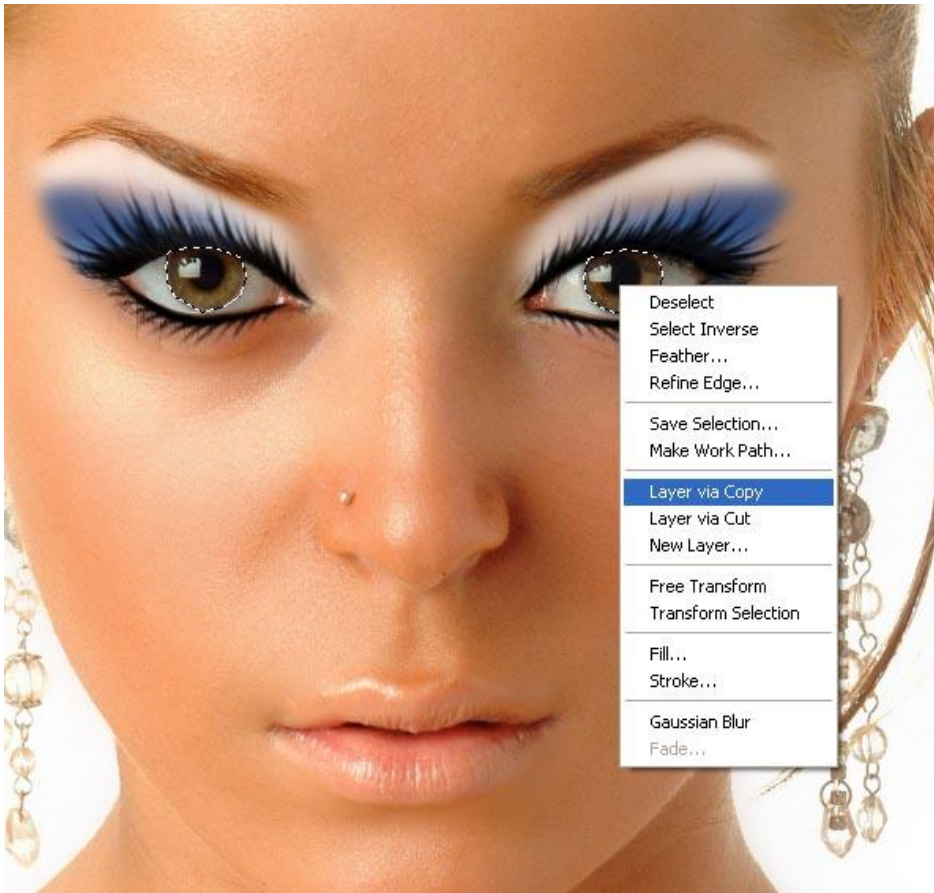 Deselect
Select Inverse
Feather...
Refine Edge...
Save Selection...
Make Work Path...
Layer via Copy
Layer via Cut
New Layer...
Free Transform
Transform Selection
Fill...
Stroke...
Gaussian Blur
Fade...